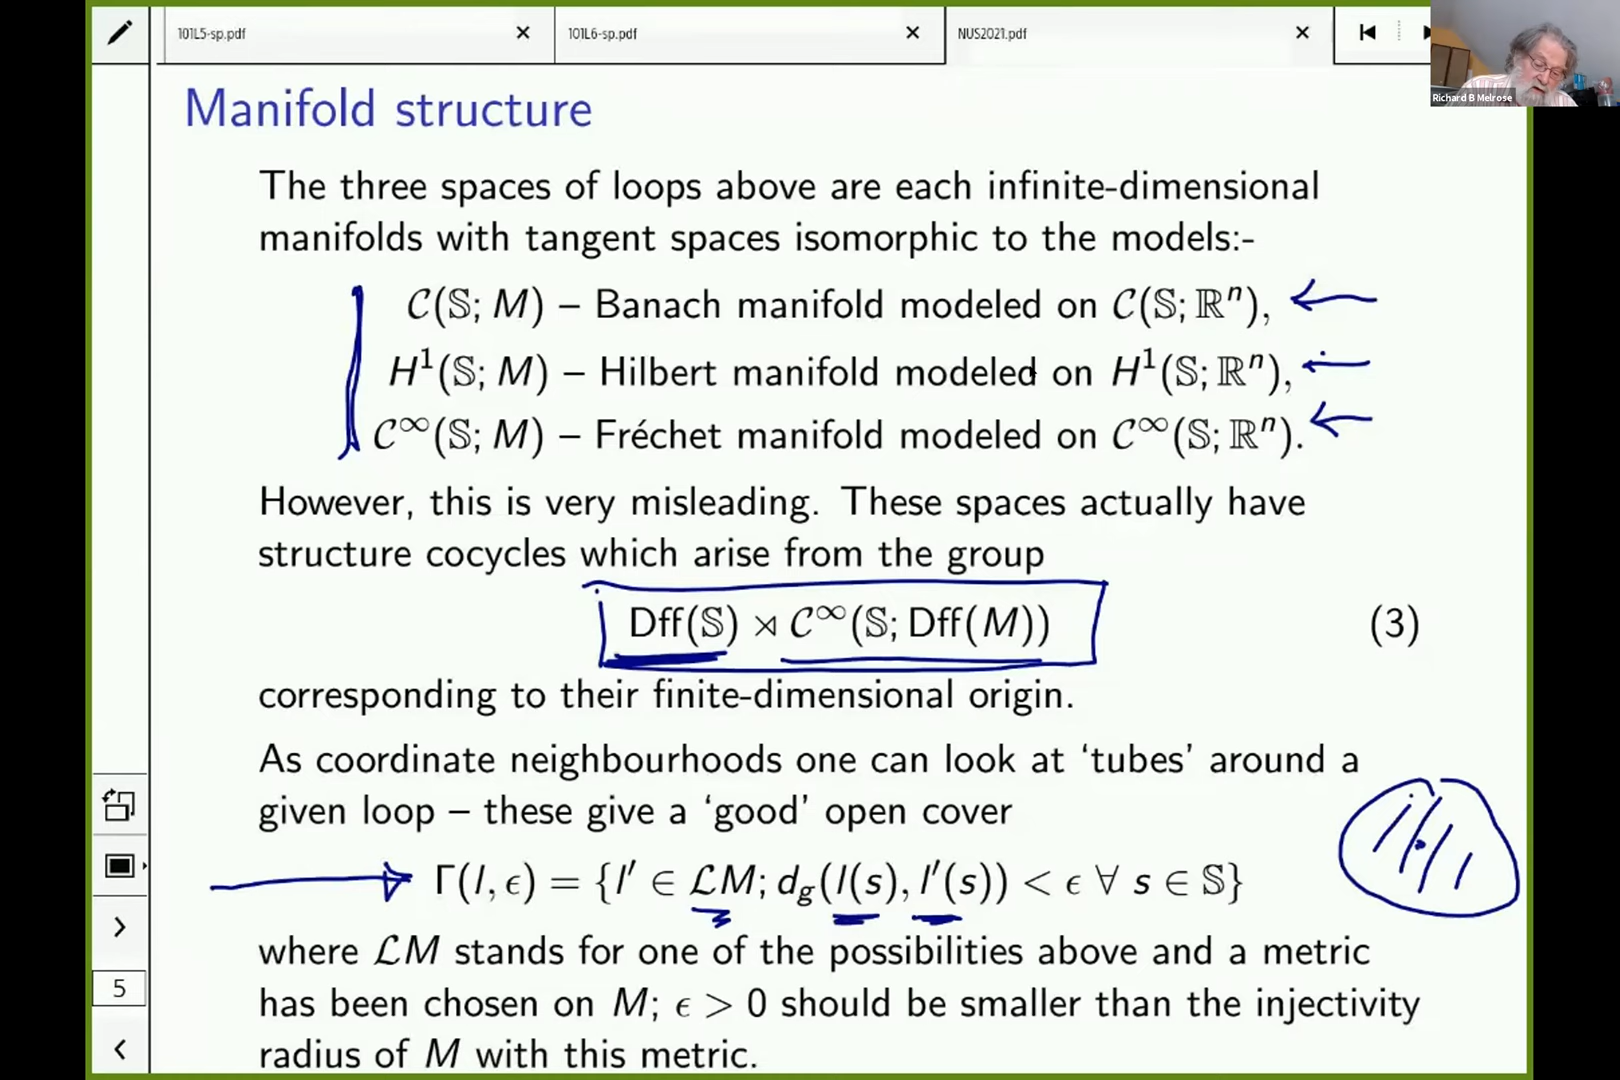 101L5-sp.pdf
101L6-sp.pdf
NUS2021.pdf
Richard B Melrose
Manifold structure
The three spaces of loops above are each infinite-dimensional
manifolds with tangent spaces isomorphic to the models:-
𝒞(𝕊; M) – Banach manifold modeled on 𝒞(𝕊; ℝⁿ),
H¹(𝕊; M) – Hilbert manifold modeled on H¹(𝕊; ℝⁿ),
𝒞^∞(𝕊; M) – Fréchet manifold modeled on 𝒞^∞(𝕊; ℝⁿ).
However, this is very misleading. These spaces actually have
structure cocycles which arise from the group
Dff(𝕊) ⋊ 𝒞^∞(𝕊; Dff(M)) (3)
corresponding to their finite-dimensional origin.
As coordinate neighbourhoods one can look at ‘tubes’ around a
given loop – these give a ‘good’ open cover
Γ(l, ϵ) = {l′ ∈ ℒM; d_g(l(s), l′(s)) < ϵ ∀ s ∈ 𝕊}
where ℒM stands for one of the possibilities above and a metric
has been chosen on M; ϵ > 0 should be smaller than the injectivity
5
radius of M with this metric.